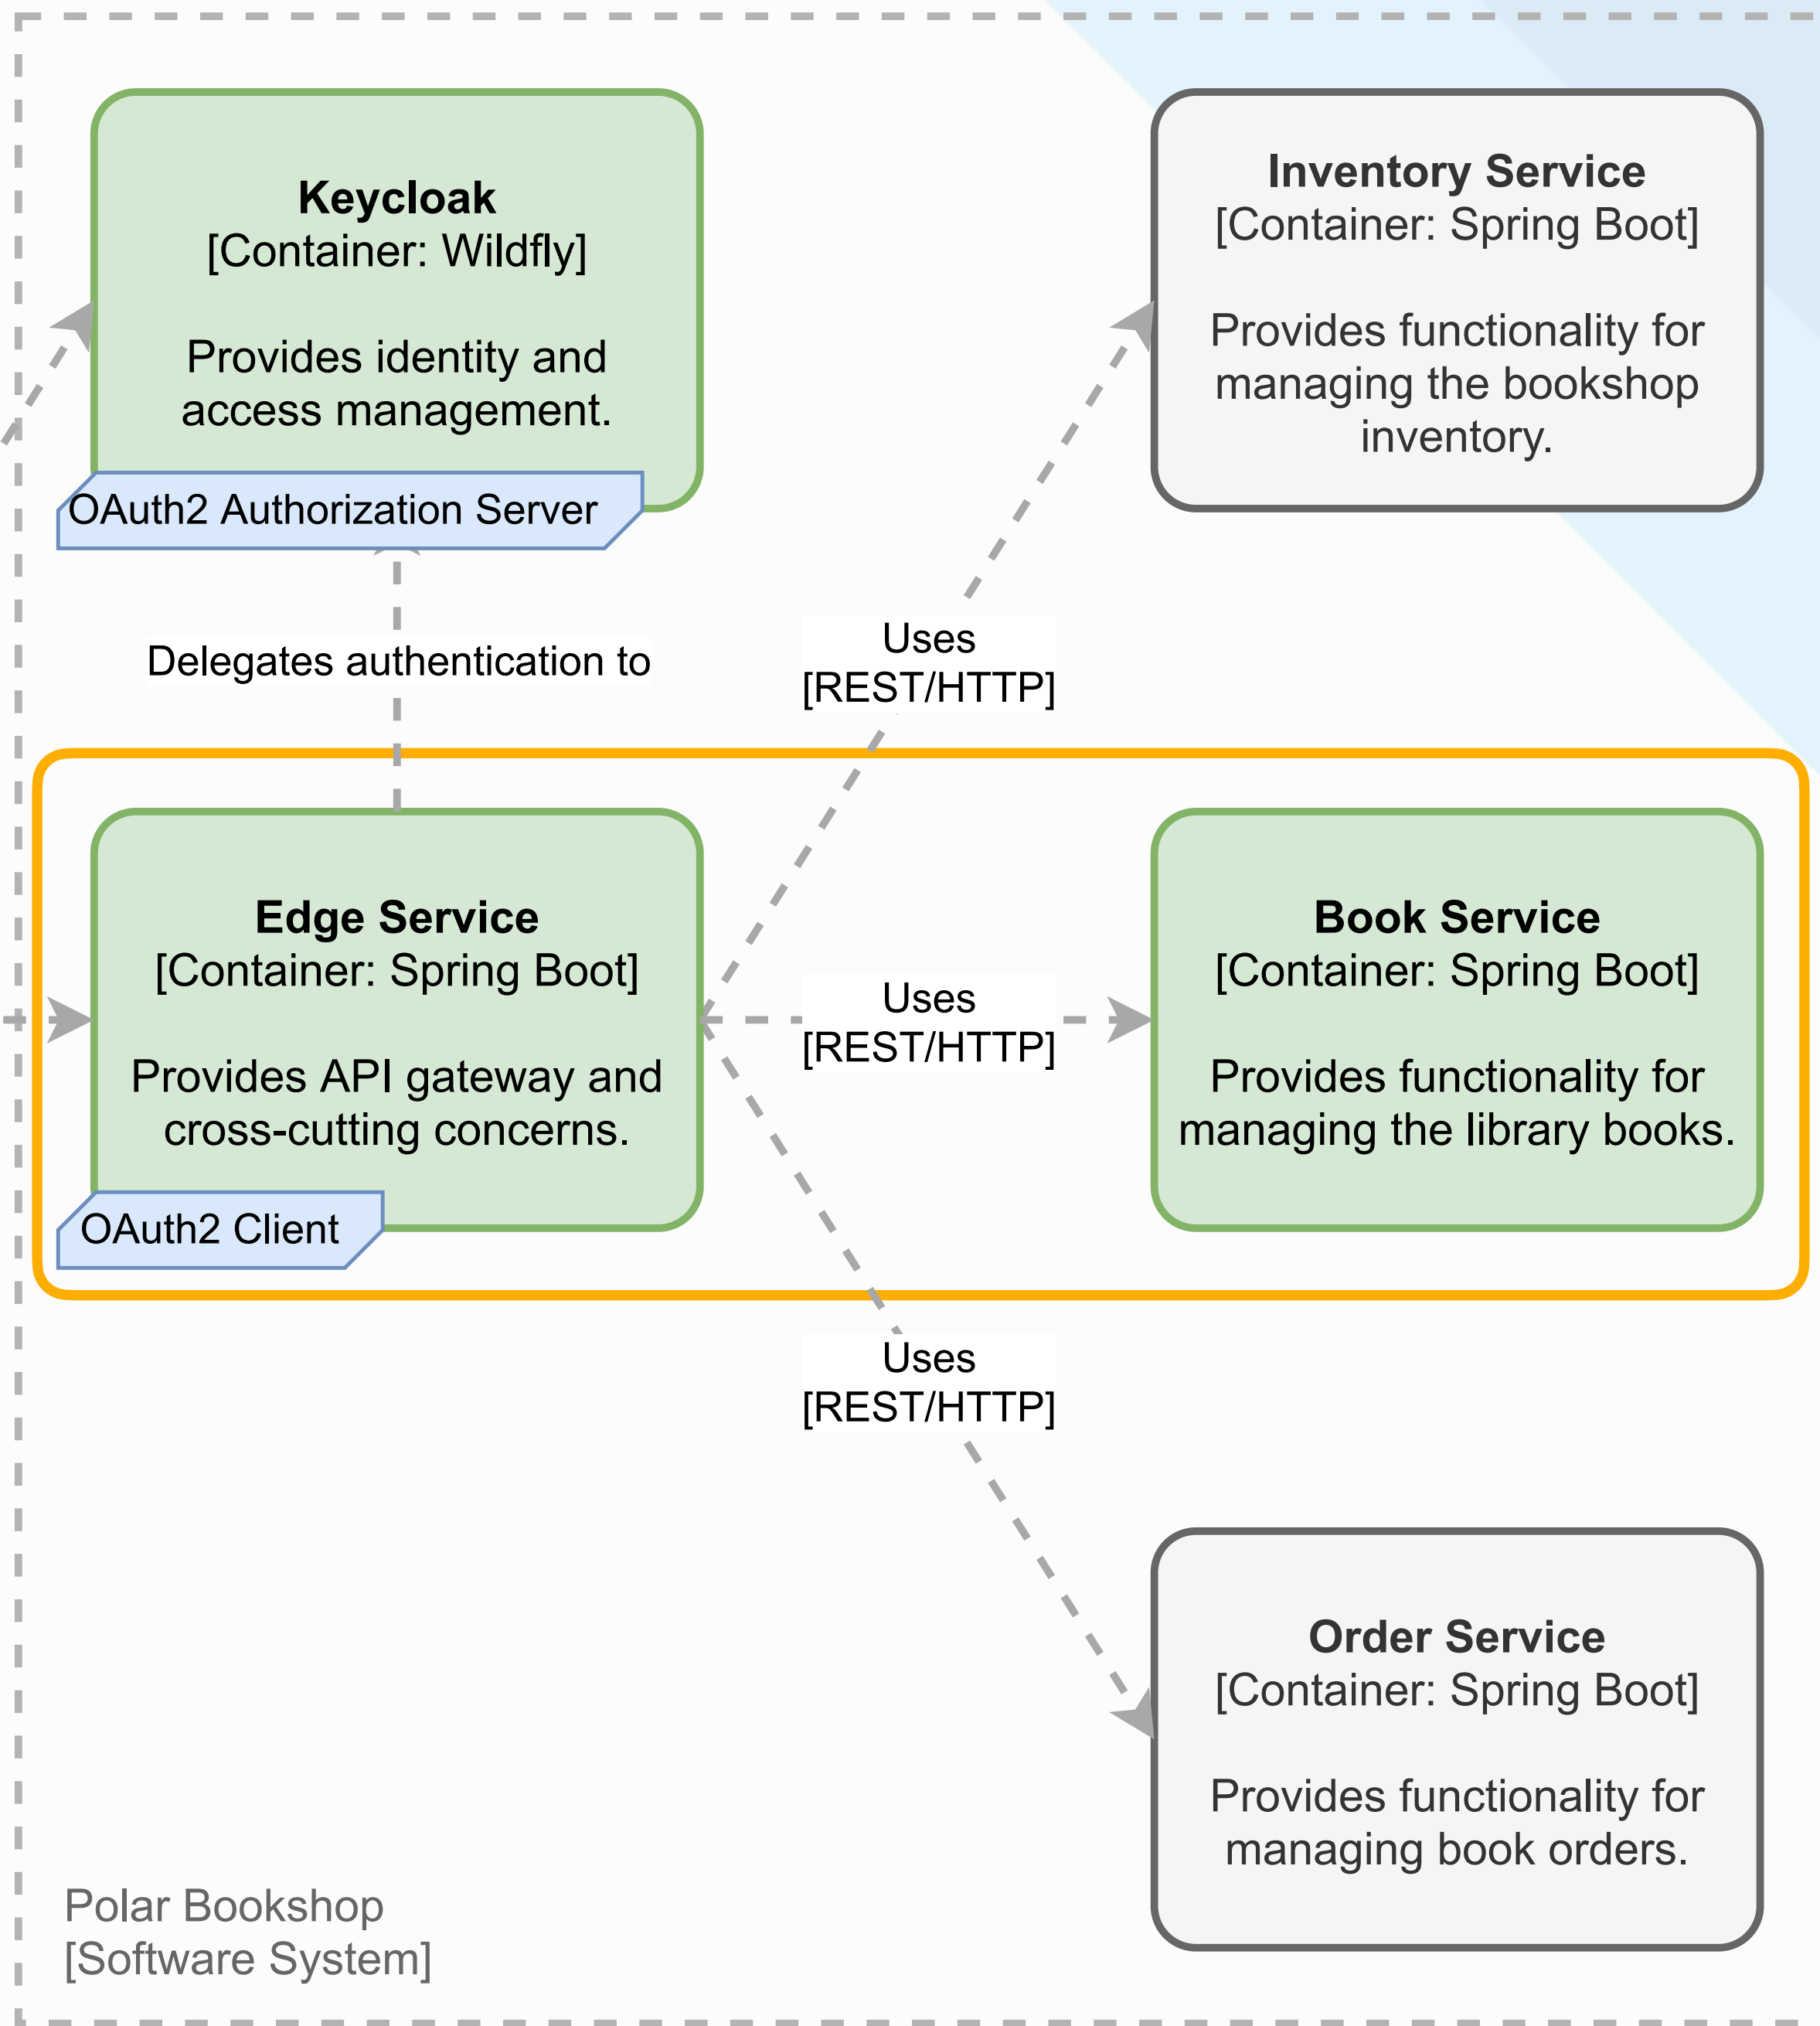 Keycloak
[Container: Wildfly]
Provides identity and
access management.
OAuth2 Authorization Server
Inventory Service
[Container: Spring Boot]
Provides functionality for
managing the bookshop
inventory.
Delegates authentication to
Uses
[REST/HTTP]
Edge Service
[Container: Spring Boot]
Provides API gateway and
cross-cutting concerns.
OAuth2 Client
Uses
[REST/HTTP]
Book Service
[Container: Spring Boot]
Provides functionality for
managing the library books.
Uses
[REST/HTTP]
Order Service
[Container: Spring Boot]
Provides functionality for
managing book orders.
Polar Bookshop
[Software System]